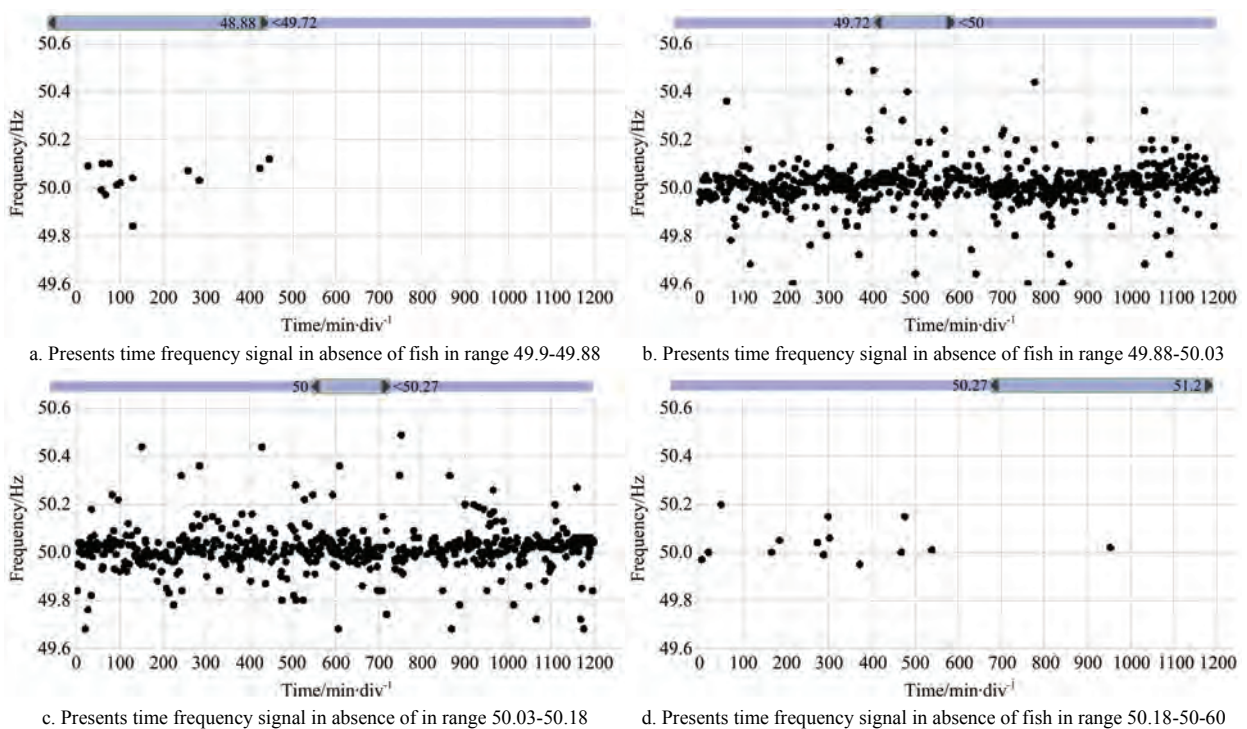 48.88 <49.72
50.6
50.4
50.2
50.0
49.8
49.6
Frequency/Hz
0 100 200 300 400 500 600 700 800 900 1000 1100 1200
Time/min·div-1
a. Presents time frequency signal in absence of fish in range 49.9-49.88
49.72 <50
50.6
50.4
50.2
50.0
49.8
49.6
Frequency/Hz
0 100 200 300 400 500 600 700 800 900 1000 1100 1200
Time/min·div-1
b. Presents time frequency signal in absence of fish in range 49.88-50.03
50 <50.27
50.6
50.4
50.2
50.0
49.8
49.6
Frequency/Hz
0 100 200 300 400 500 600 700 800 900 1000 1100 1200
Time/min·div-1
c. Presents time frequency signal in absence of in range 50.03-50.18
50.27 51.2
50.6
50.4
50.2
50.0
49.8
49.6
Frequency/Hz
0 100 200 300 400 500 600 700 800 900 1000 1100 1200
Time/min·div-1
d. Presents time frequency signal in absence of fish in range 50.18-50-60